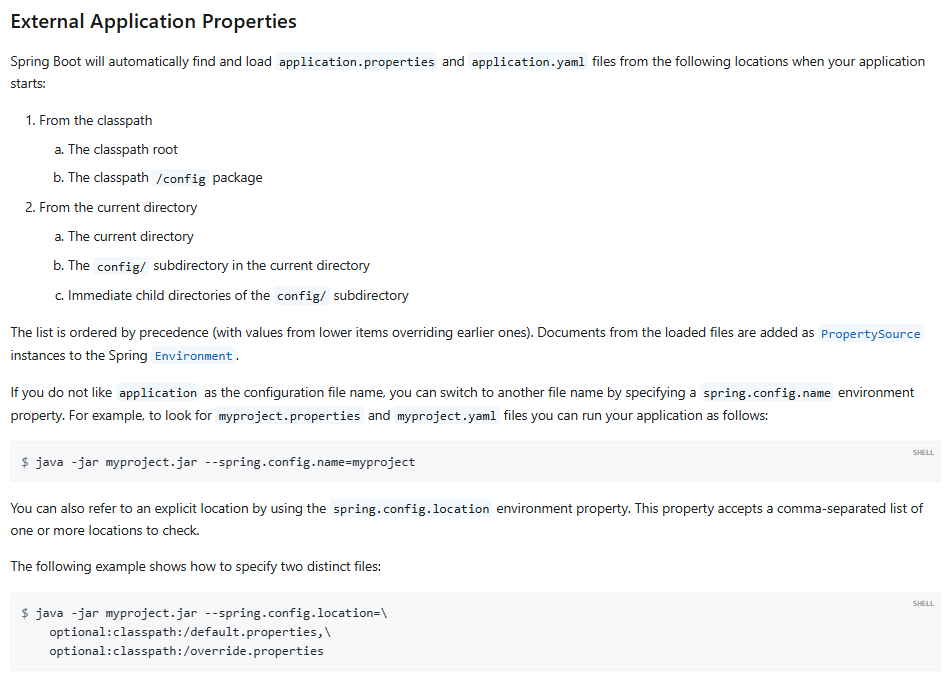 External Application Properties
Spring Boot will automatically find and load application.properties and application.yaml files from the following locations when your application
starts:
1. From the classpath
a. The classpath root
b. The classpath /config package
2. From the current directory
a. The current directory
b. The config/ subdirectory in the current directory
c. Immediate child directories of the config/ subdirectory
The list is ordered by precedence (with values from lower items overriding earlier ones). Documents from the loaded files are added as PropertySource
instances to the Spring Environment.
If you do not like application as the configuration file name, you can switch to another file name by specifying a spring.config.name environment
property. For example, to look for myproject.properties and myproject.yaml files you can run your application as follows:
SHELL
$ java -jar myproject.jar --spring.config.name=myproject
You can also refer to an explicit location by using the spring.config.location environment property. This property accepts a comma-separated list of
one or more locations to check.
The following example shows how to specify two distinct files:
SHELL
$ java -jar myproject.jar --spring.config.location=\
optional:classpath:/default.properties,\
optional:classpath:/override.properties